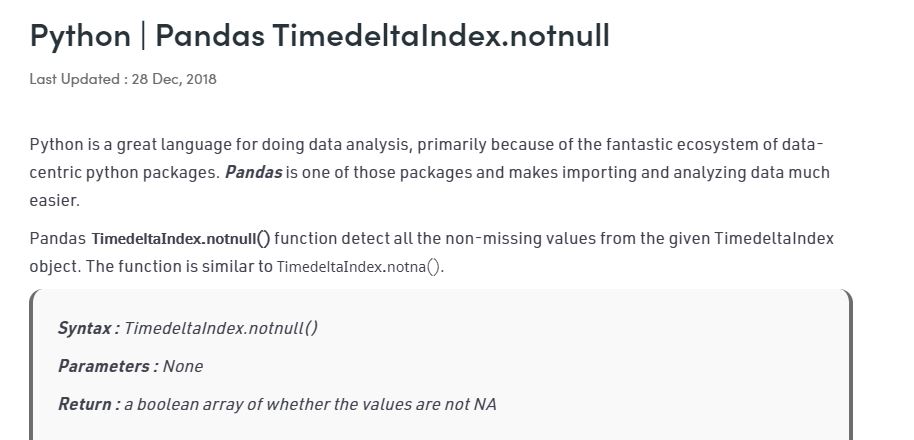 Python | Pandas TimedeltaIndex.notnull
Last Updated : 28 Dec, 2018
Python is a great language for doing data analysis, primarily because of the fantastic ecosystem of data-
centric python packages. Pandas is one of those packages and makes importing and analyzing data much
easier.
Pandas TimedeltaIndex.notnull() function detect all the non-missing values from the given TimedeltaIndex
object. The function is similar to TimedeltaIndex.notna().
Syntax : TimedeltaIndex.notnull()
Parameters : None
Return : a boolean array of whether the values are not NA